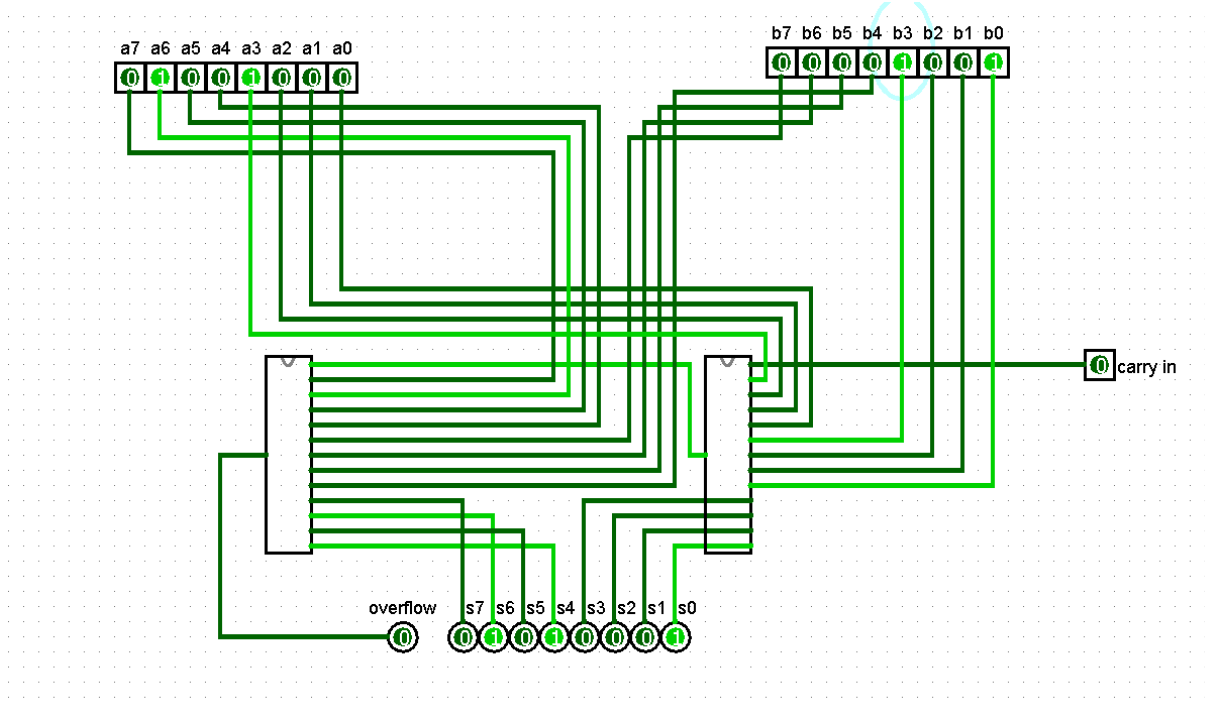 a7 a6 a5 a4 a3 a2 a1 a0
0 1 0 0 1 0 0 0
b7 b6 b5 b4 b3 b2 b1 b0
0 0 0 0 1 0 0 1
0 carry in
overflow s7 s6 s5 s4 s3 s2 s1 s0
0 0 1 0 1 0 0 0 1